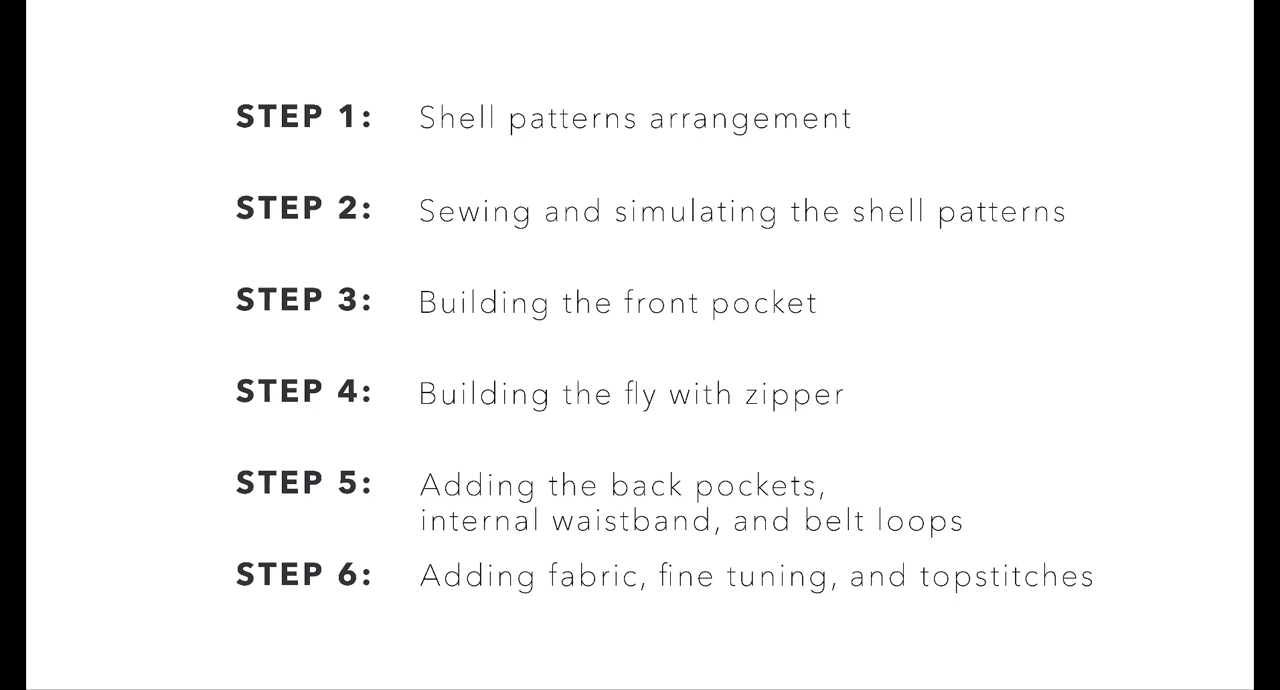 STEP 1: Shell patterns arrangement
STEP 2: Sewing and simulating the shell patterns
STEP 3: Building the front pocket
STEP 4: Building the fly with zipper
STEP 5: Adding the back pockets,
internal waistband, and belt loops
STEP 6: Adding fabric, fine tuning, and topstitches